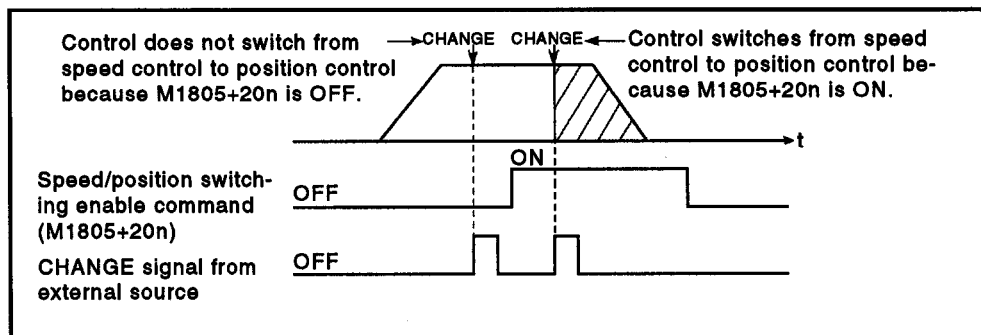 Control does not switch from
speed control to position control
because M1805+20n is OFF.
CHANGE CHANGE
Control switches from speed
control to position control be-
cause M1805+20n is ON.
t
ON
Speed/position switch-
ing enable command
(M1805+20n)
OFF
CHANGE signal from
external source
OFF